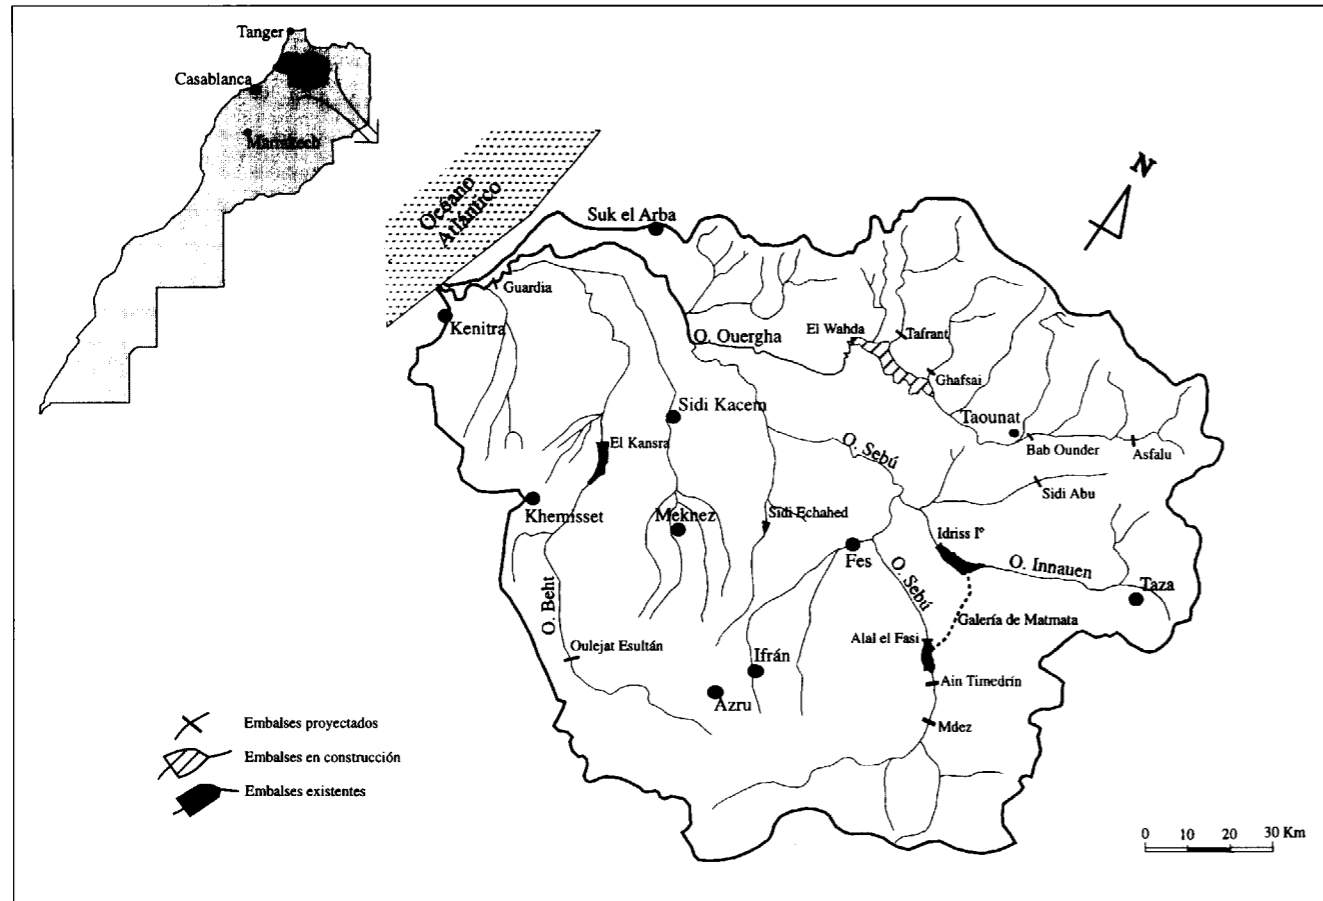 Tanger
Casablanca
Marrakech
Océano
Atlántico
N
Suk el Arba
Guardia
Kenitra
O. Ouergha
El Wahda
Tafrant
Ghafsai
Sidi Kacem
Taounat
El Kansra
O. Sebú
Bab Ounder
Asfalu
Sidi Abu
Khemisset
Meknez
Sidi Echahed
Idriss Iº
Fes
O. Innauen
O. Sebú
Taza
O. Beht
Galería de Matmata
Alal el Fasi
Oulejat Esultán
Ifrán
Ain Timedrín
Azru
Mdez
Embalses proyectados
Embalses en construcción
Embalses existentes
0 10 20 30 Km